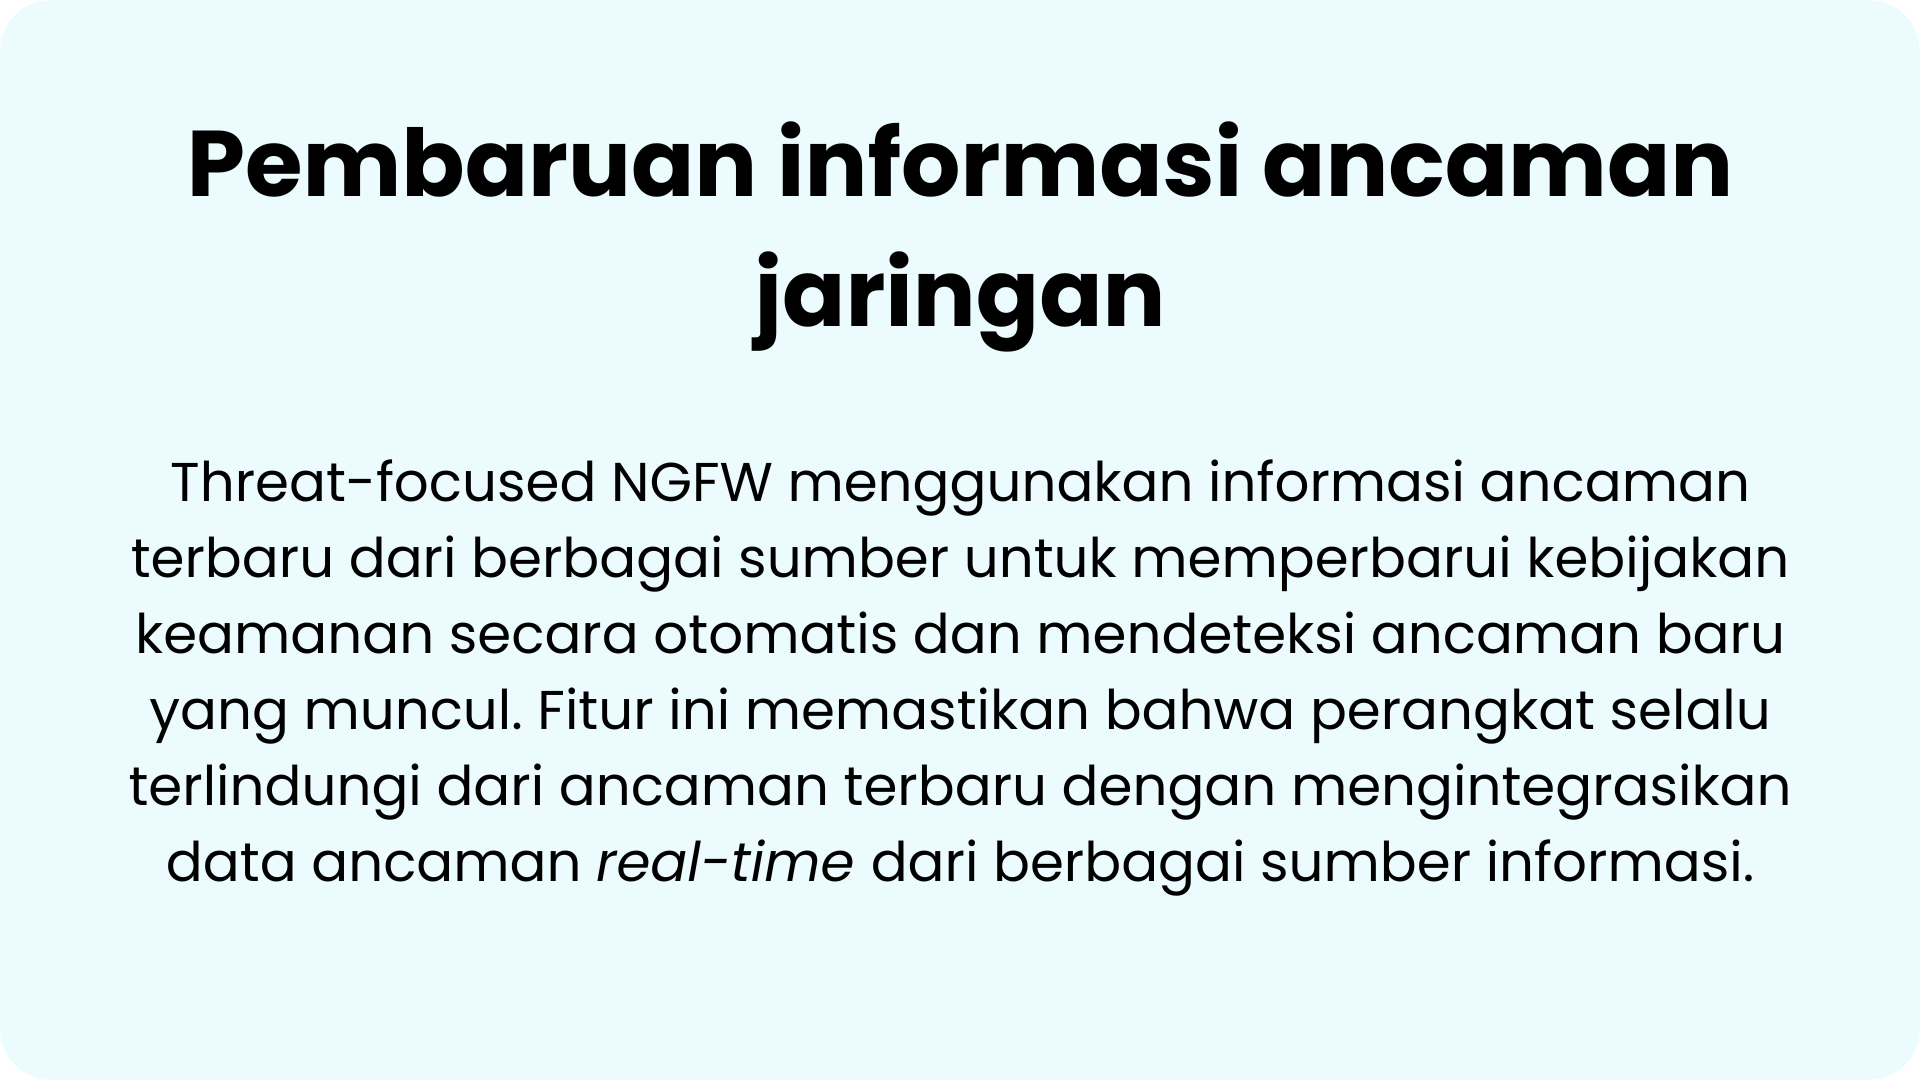 Pembaruan informasi ancaman
jaringan
Threat-focused NGFW menggunakan informasi ancaman
terbaru dari berbagai sumber untuk memperbarui kebijakan
keamanan secara otomatis dan mendeteksi ancaman baru
yang muncul. Fitur ini memastikan bahwa perangkat selalu
terlindungi dari ancaman terbaru dengan mengintegrasikan
data ancaman real-time dari berbagai sumber informasi.